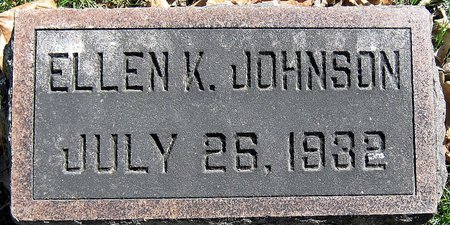 ELLEN K. JOHNSON
JULY 26, 1932